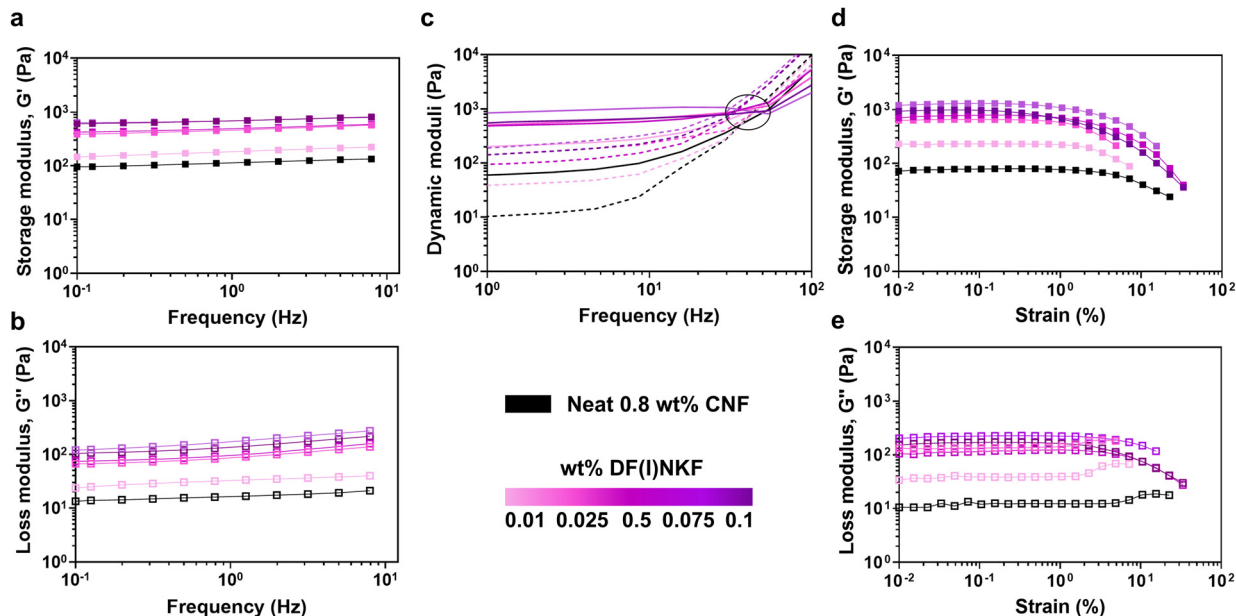 a
Storage modulus, G' (Pa)
10^4
10^3
10^2
10^1
10^0
10^-1
10^0
10^1
Frequency (Hz)
b
Loss modulus, G'' (Pa)
10^4
10^3
10^2
10^1
10^0
10^-1
10^0
10^1
Frequency (Hz)
c
Dynamic moduli (Pa)
10^4
10^3
10^2
10^1
10^0
10^0
10^1
10^2
Frequency (Hz)
Neat 0.8 wt% CNF
wt% DF(I)NKF
0.01 0.025 0.5 0.075 0.1
d
Storage modulus, G' (Pa)
10^4
10^3
10^2
10^1
10^0
10^-2
10^-1
10^0
10^1
10^2
Strain (%)
e
Loss modulus, G'' (Pa)
10^4
10^3
10^2
10^1
10^0
10^-2
10^-1
10^0
10^1
10^2
Strain (%)